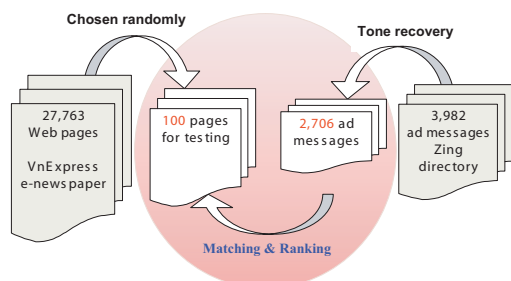 Chosen randomly
Tone recovery
27,763
Web pages
VnExpress
e-newspaper
100 pages
for testing
2,706 ad
messages
3,982
ad messages
Zing
directory
Matching & Ranking